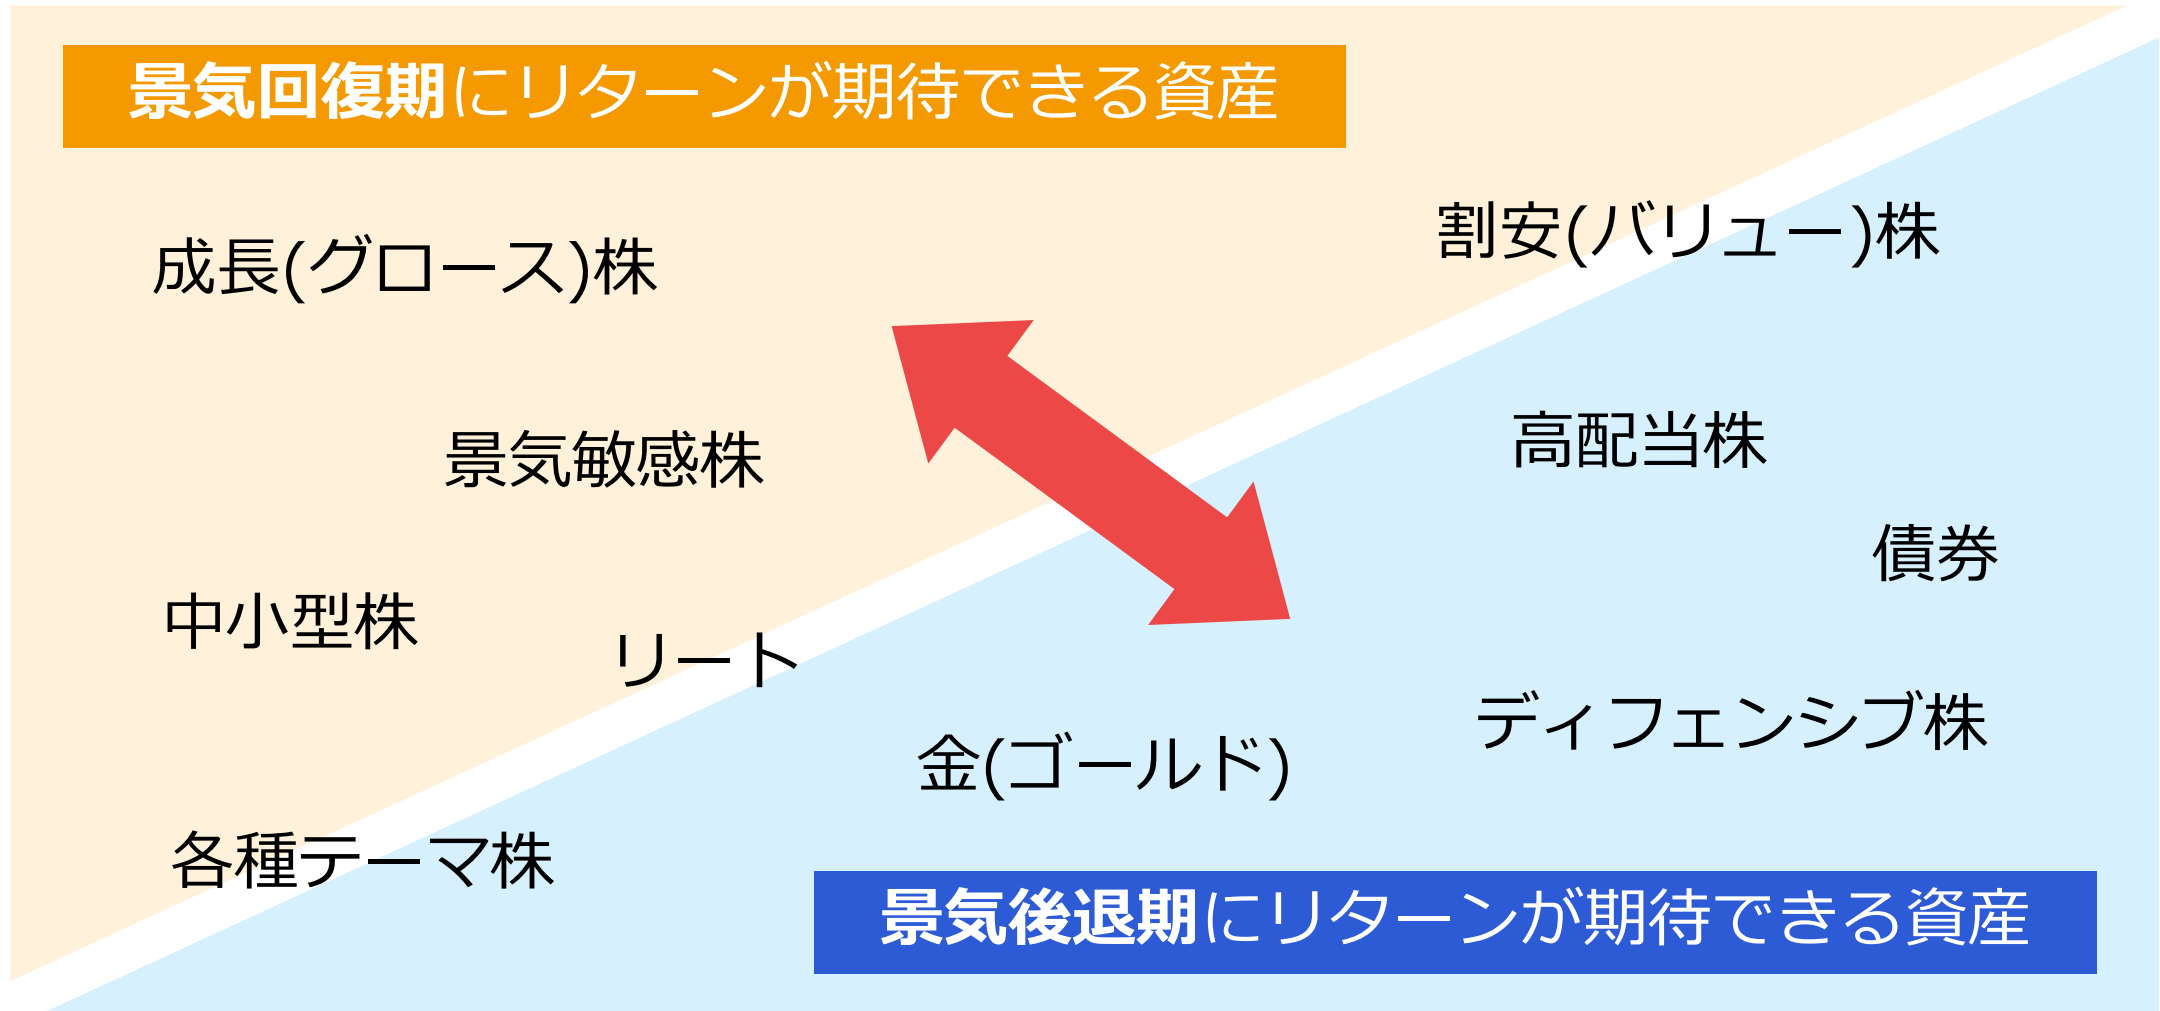 景気回復期にリターンが期待できる資産
成長(グロース)株
割安(バリュー)株
景気敏感株
高配当株
債券
中小型株
リート
ディフェンシブ株
金(ゴールド)
各種テーマ株
景気後退期にリターンが期待できる資産